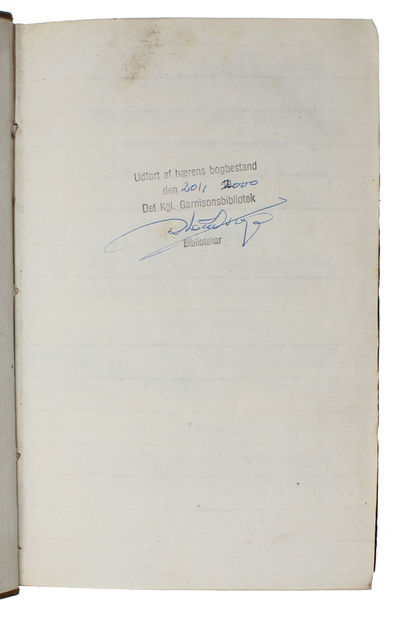 Udført af hærens bogbestand
den 20/1, 2000
Det Kgl. Garnisonsbibliotek
Bibliotekar